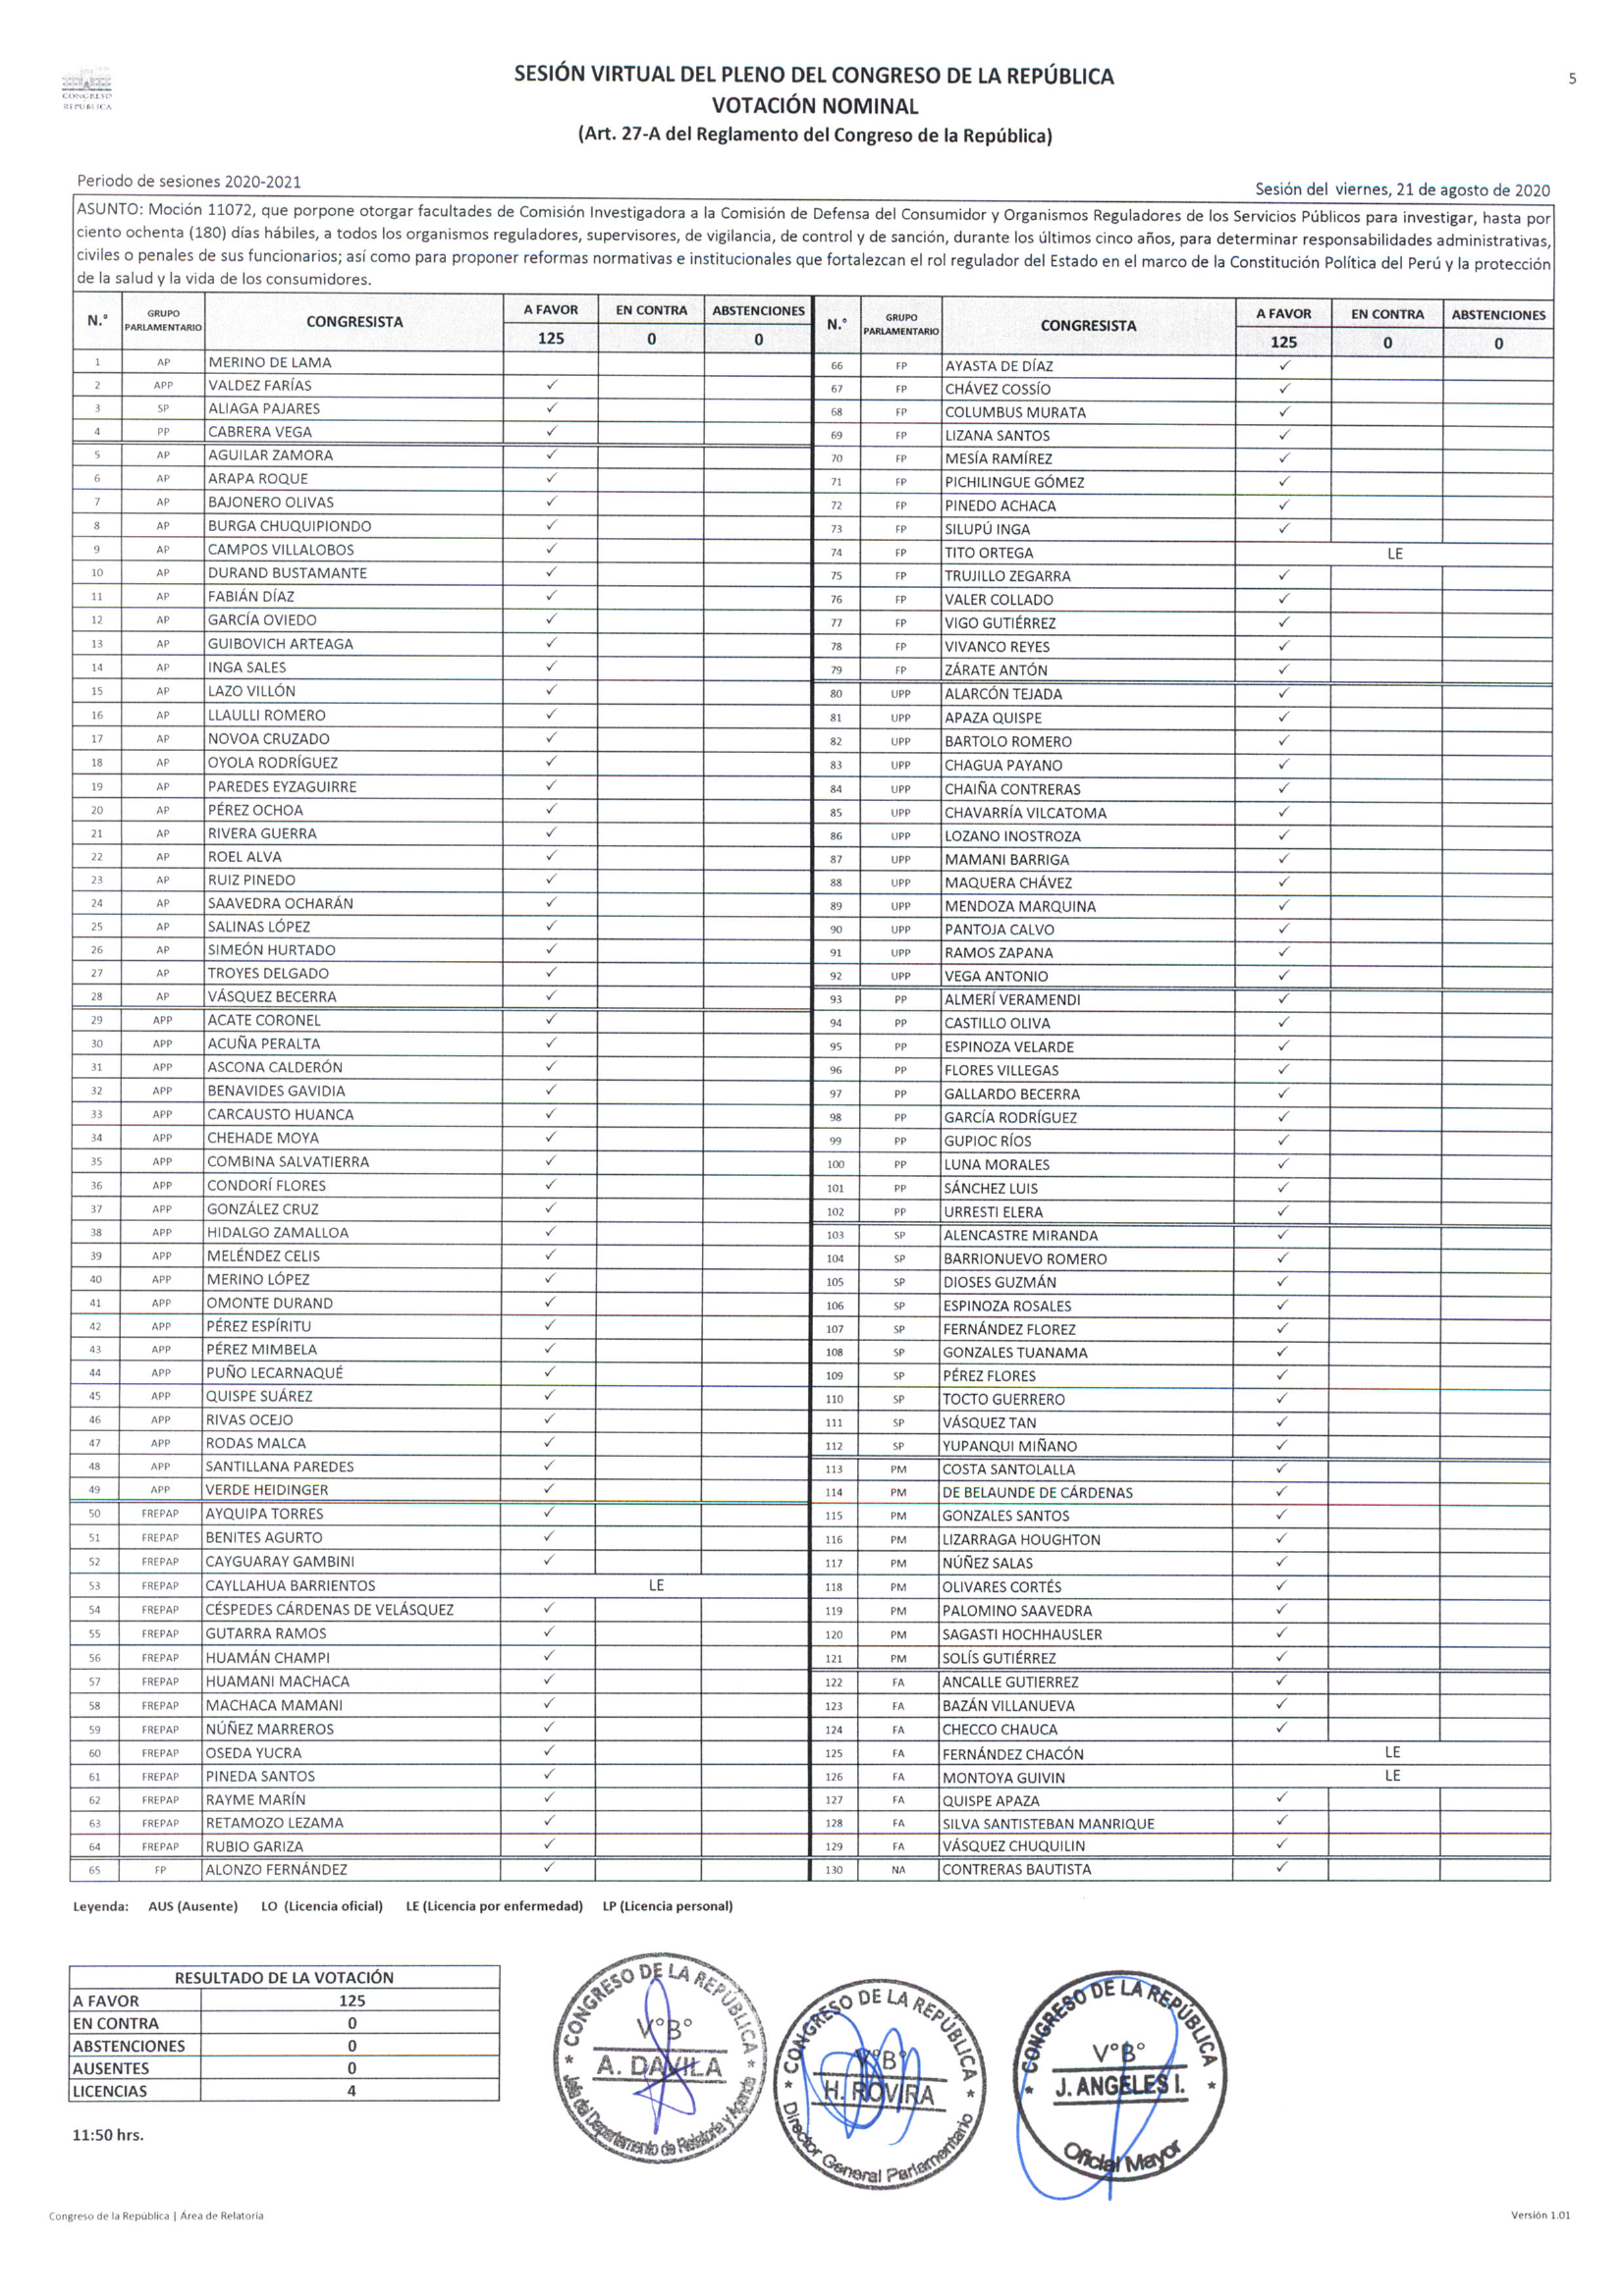 CONGRESO
REPÚBLICA
SESIÓN VIRTUAL DEL PLENO DEL CONGRESO DE LA REPÚBLICA
5
VOTACIÓN NOMINAL
(Art. 27-A del Reglamento del Congreso de la República)
Periodo de sesiones 2020-2021
Sesión del viernes, 21 de agosto de 2020
ASUNTO: Moción 11072, que porpone otorgar facultades de Comisión Investigadora a la Comisión de Defensa del Consumidor y Organismos Reguladores de los Servicios Públicos para investigar, hasta por
ciento ochenta (180) días hábiles, a todos los organismos reguladores, supervisores, de vigilancia, de control y de sanción, durante los últimos cinco años, para determinar responsabilidades administrativas,
civiles o penales de sus funcionarios; así como para proponer reformas normativas e institucionales que fortalezcan el rol regulador del Estado en el marco de la Constitución Política del Perú y la protección
de la salud y la vida de los consumidores.
N.° GRUPO PARLAMENTARIO CONGRESISTA A FAVOR EN CONTRA ABSTENCIONES
125 0 0
1 AP MERINO DE LAMA
2 APP VALDEZ FARÍAS ✓
3 SP ALIAGA PAJARES ✓
4 PP CABRERA VEGA ✓
5 AP AGUILAR ZAMORA ✓
6 AP ARAPA ROQUE ✓
7 AP BAJONERO OLIVAS ✓
8 AP BURGA CHUQUIPIONDO ✓
9 AP CAMPOS VILLALOBOS ✓
10 AP DURAND BUSTAMANTE ✓
11 AP FABIÁN DÍAZ ✓
12 AP GARCÍA OVIEDO ✓
13 AP GUIBOVICH ARTEAGA ✓
14 AP INGA SALES ✓
15 AP LAZO VILLÓN ✓
16 AP LLAULLI ROMERO ✓
17 AP NOVOA CRUZADO ✓
18 AP OYOLA RODRÍGUEZ ✓
19 AP PAREDES EYZAGUIRRE ✓
20 AP PÉREZ OCHOA ✓
21 AP RIVERA GUERRA ✓
22 AP ROEL ALVA ✓
23 AP RUIZ PINEDO ✓
24 AP SAAVEDRA OCHARÁN ✓
25 AP SALINAS LÓPEZ ✓
26 AP SIMEÓN HURTADO ✓
27 AP TROYES DELGADO ✓
28 AP VÁSQUEZ BECERRA ✓
29 APP ACATE CORONEL ✓
30 APP ACUÑA PERALTA ✓
31 APP ASCONA CALDERÓN ✓
32 APP BENAVIDES GAVIDIA ✓
33 APP CARCAUSTO HUANCA ✓
34 APP CHEHADE MOYA ✓
35 APP COMBINA SALVATIERRA ✓
36 APP CONDORÍ FLORES ✓
37 APP GONZÁLEZ CRUZ ✓
38 APP HIDALGO ZAMALLOA ✓
39 APP MELÉNDEZ CELIS ✓
40 APP MERINO LÓPEZ ✓
41 APP OMONTE DURAND ✓
42 APP PÉREZ ESPÍRITU ✓
43 APP PÉREZ MIMBELA ✓
44 APP PUÑO LECARNAQUÉ ✓
45 APP QUISPE SUÁREZ ✓
46 APP RIVAS OCEJO ✓
47 APP RODAS MALCA ✓
48 APP SANTILLANA PAREDES ✓
49 APP VERDE HEIDINGER ✓
50 FREPAP AYQUIPA TORRES ✓
51 FREPAP BENITES AGURTO ✓
52 FREPAP CAYGUARAY GAMBINI ✓
53 FREPAP CAYLLAHUA BARRIENTOS LE
54 FREPAP CÉSPEDES CÁRDENAS DE VELÁSQUEZ ✓
55 FREPAP GUTARRA RAMOS ✓
56 FREPAP HUAMÁN CHAMPI ✓
57 FREPAP HUAMANI MACHACA ✓
58 FREPAP MACHACA MAMANI ✓
59 FREPAP NÚÑEZ MARREROS ✓
60 FREPAP OSEDA YUCRA ✓
61 FREPAP PINEDA SANTOS ✓
62 FREPAP RAYME MARÍN ✓
63 FREPAP RETAMOZO LEZAMA ✓
64 FREPAP RUBIO GARIZA ✓
65 FP ALONZO FERNÁNDEZ ✓
N.° GRUPO PARLAMENTARIO CONGRESISTA A FAVOR EN CONTRA ABSTENCIONES
125 0 0
66 FP AYASTA DE DÍAZ ✓
67 FP CHÁVEZ COSSÍO ✓
68 FP COLUMBUS MURATA ✓
69 FP LIZANA SANTOS ✓
70 FP MESÍA RAMÍREZ ✓
71 FP PICHILINGUE GÓMEZ ✓
72 FP PINEDO ACHACA ✓
73 FP SILUPÚ INGA ✓
74 FP TITO ORTEGA LE
75 FP TRUJILLO ZEGARRA ✓
76 FP VALER COLLADO ✓
77 FP VIGO GUTIÉRREZ ✓
78 FP VIVANCO REYES ✓
79 FP ZÁRATE ANTÓN ✓
80 UPP ALARCÓN TEJADA ✓
81 UPP APAZA QUISPE ✓
82 UPP BARTOLO ROMERO ✓
83 UPP CHAGUA PAYANO ✓
84 UPP CHAIÑA CONTRERAS ✓
85 UPP CHAVARRÍA VILCATOMA ✓
86 UPP LOZANO INOSTROZA ✓
87 UPP MAMANI BARRIGA ✓
88 UPP MAQUERA CHÁVEZ ✓
89 UPP MENDOZA MARQUINA ✓
90 UPP PANTOJA CALVO ✓
91 UPP RAMOS ZAPANA ✓
92 UPP VEGA ANTONIO ✓
93 PP ALMERÍ VERAMENDI ✓
94 PP CASTILLO OLIVA ✓
95 PP ESPINOZA VELARDE ✓
96 PP FLORES VILLEGAS ✓
97 PP GALLARDO BECERRA ✓
98 PP GARCÍA RODRÍGUEZ ✓
99 PP GUPIOC RÍOS ✓
100 PP LUNA MORALES ✓
101 PP SÁNCHEZ LUIS ✓
102 PP URRESTI ELERA ✓
103 SP ALENCASTRE MIRANDA ✓
104 SP BARRIONUEVO ROMERO ✓
105 SP DIOSES GUZMÁN ✓
106 SP ESPINOZA ROSALES ✓
107 SP FERNÁNDEZ FLOREZ ✓
108 SP GONZALES TUANAMA ✓
109 SP PÉREZ FLORES ✓
110 SP TOCTO GUERRERO ✓
111 SP VÁSQUEZ TAN ✓
112 SP YUPANQUI MIÑANO ✓
113 PM COSTA SANTOLALLA ✓
114 PM DE BELAUNDE DE CÁRDENAS ✓
115 PM GONZALES SANTOS ✓
116 PM LIZARRAGA HOUGHTON ✓
117 PM NÚÑEZ SALAS ✓
118 PM OLIVARES CORTÉS ✓
119 PM PALOMINO SAAVEDRA ✓
120 PM SAGASTI HOCHHAUSLER ✓
121 PM SOLÍS GUTIÉRREZ ✓
122 FA ANCALLE GUTIERREZ ✓
123 FA BAZÁN VILLANUEVA ✓
124 FA CHECCO CHAUCA ✓
125 FA FERNÁNDEZ CHACÓN LE
126 FA MONTOYA GUIVIN LE
127 FA QUISPE APAZA ✓
128 FA SILVA SANTISTEBAN MANRIQUE ✓
129 FA VÁSQUEZ CHUQUILIN ✓
130 NA CONTRERAS BAUTISTA ✓
Leyenda: AUS (Ausente) LO (Licencia oficial) LE (Licencia por enfermedad) LP (Licencia personal)
RESULTADO DE LA VOTACIÓN
A FAVOR 125
EN CONTRA 0
ABSTENCIONES 0
AUSENTES 0
LICENCIAS 4
11:50 hrs.
CONGRESO DE LA REPÚBLICA
V°B°
A. DAVILA
Jefa del Departamento de Relatoría y Agenda
CONGRESO DE LA REPÚBLICA
V°B°
H. ROVIRA
Director General Parlamentario
CONGRESO DE LA REPÚBLICA
V°B°
J. ANGELES I.
Oficial Mayor
Congreso de la República | Área de Relatoría
Versión 1.01